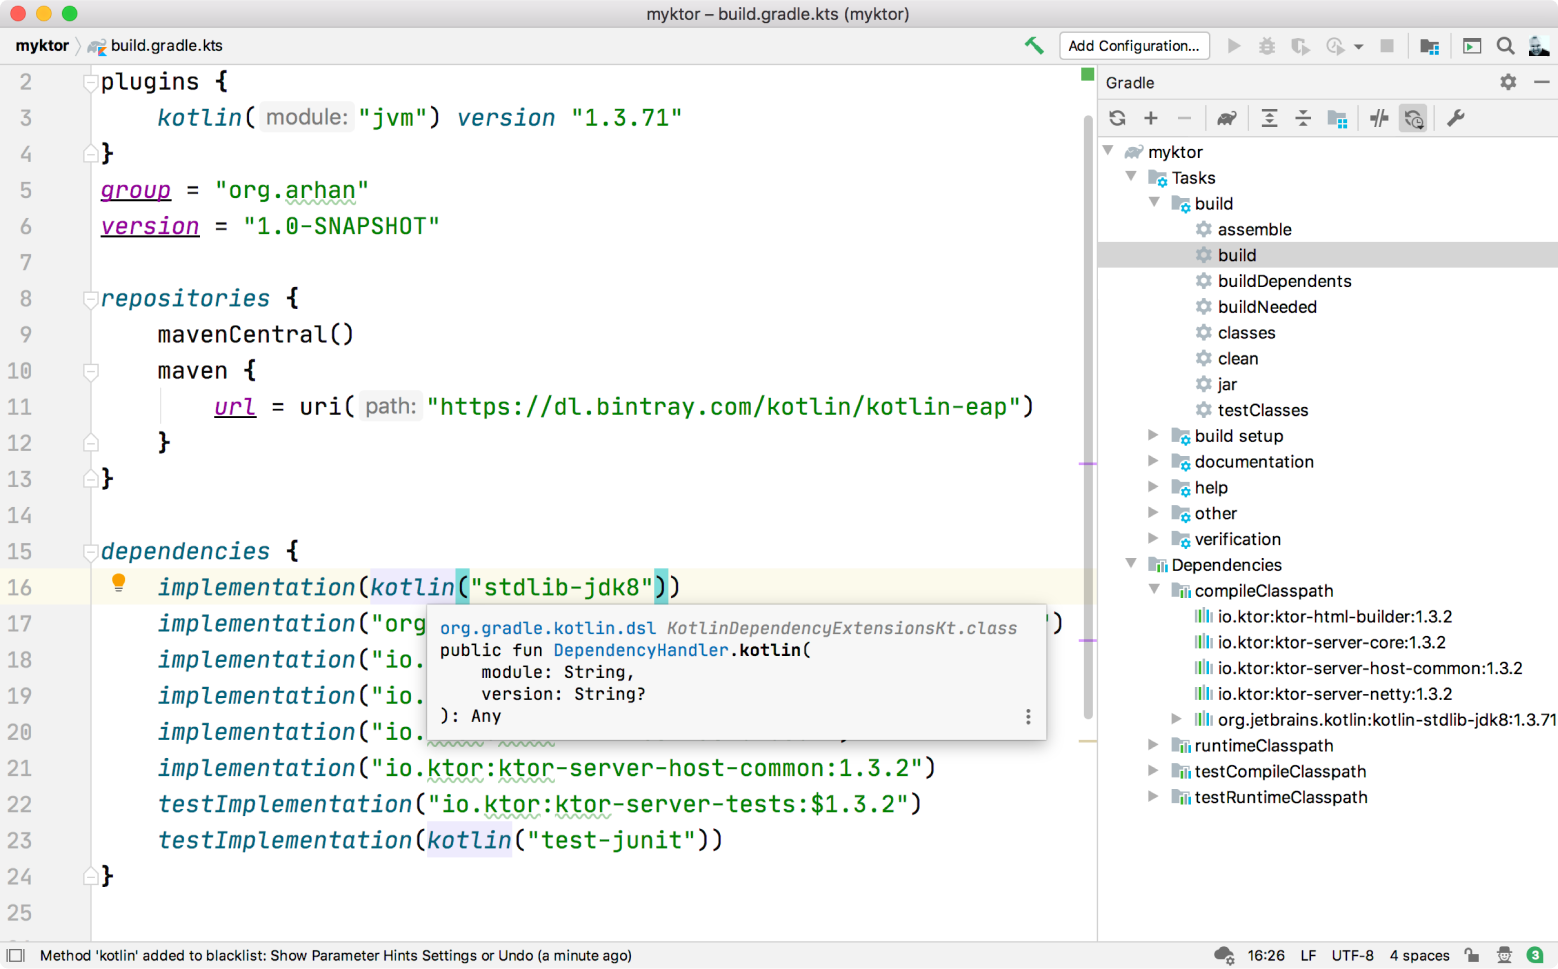 myktor – build.gradle.kts (myktor)
myktor build.gradle.kts
Add Configuration...
2 plugins {
3 kotlin( module: "jvm") version "1.3.71"
4 }
5 group = "org.arhan"
6 version = "1.0-SNAPSHOT"
7
8 repositories {
9 mavenCentral()
10 maven {
11 url = uri( path: "https://dl.bintray.com/kotlin/kotlin-eap")
12 }
13 }
14
15 dependencies {
16 implementation(kotlin("stdlib-jdk8"))
17 implementation("org ")
18 implementation("io.
19 implementation("io.
20 implementation("io.
21 implementation("io.ktor:ktor-server-host-common:1.3.2")
22 testImplementation("io.ktor:ktor-server-tests:$1.3.2")
23 testImplementation(kotlin("test-junit"))
24 }
25
org.gradle.kotlin.dsl KotlinDependencyExtensionsKt.class
public fun DependencyHandler.kotlin(
module: String,
version: String?
): Any
Gradle
myktor
Tasks
build
assemble
build
buildDependents
buildNeeded
classes
clean
jar
testClasses
build setup
documentation
help
other
verification
Dependencies
compileClasspath
io.ktor:ktor-html-builder:1.3.2
io.ktor:ktor-server-core:1.3.2
io.ktor:ktor-server-host-common:1.3.2
io.ktor:ktor-server-netty:1.3.2
org.jetbrains.kotlin:kotlin-stdlib-jdk8:1.3.71
runtimeClasspath
testCompileClasspath
testRuntimeClasspath
Method 'kotlin' added to blacklist: Show Parameter Hints Settings or Undo (a minute ago)
16:26 LF UTF-8 4 spaces 3